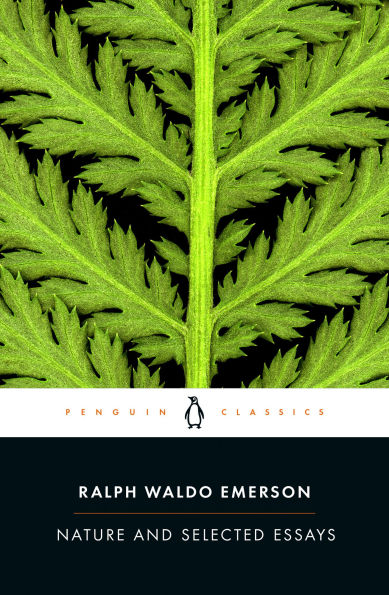 PENGUIN CLASSICS
RALPH WALDO EMERSON
NATURE AND SELECTED ESSAYS